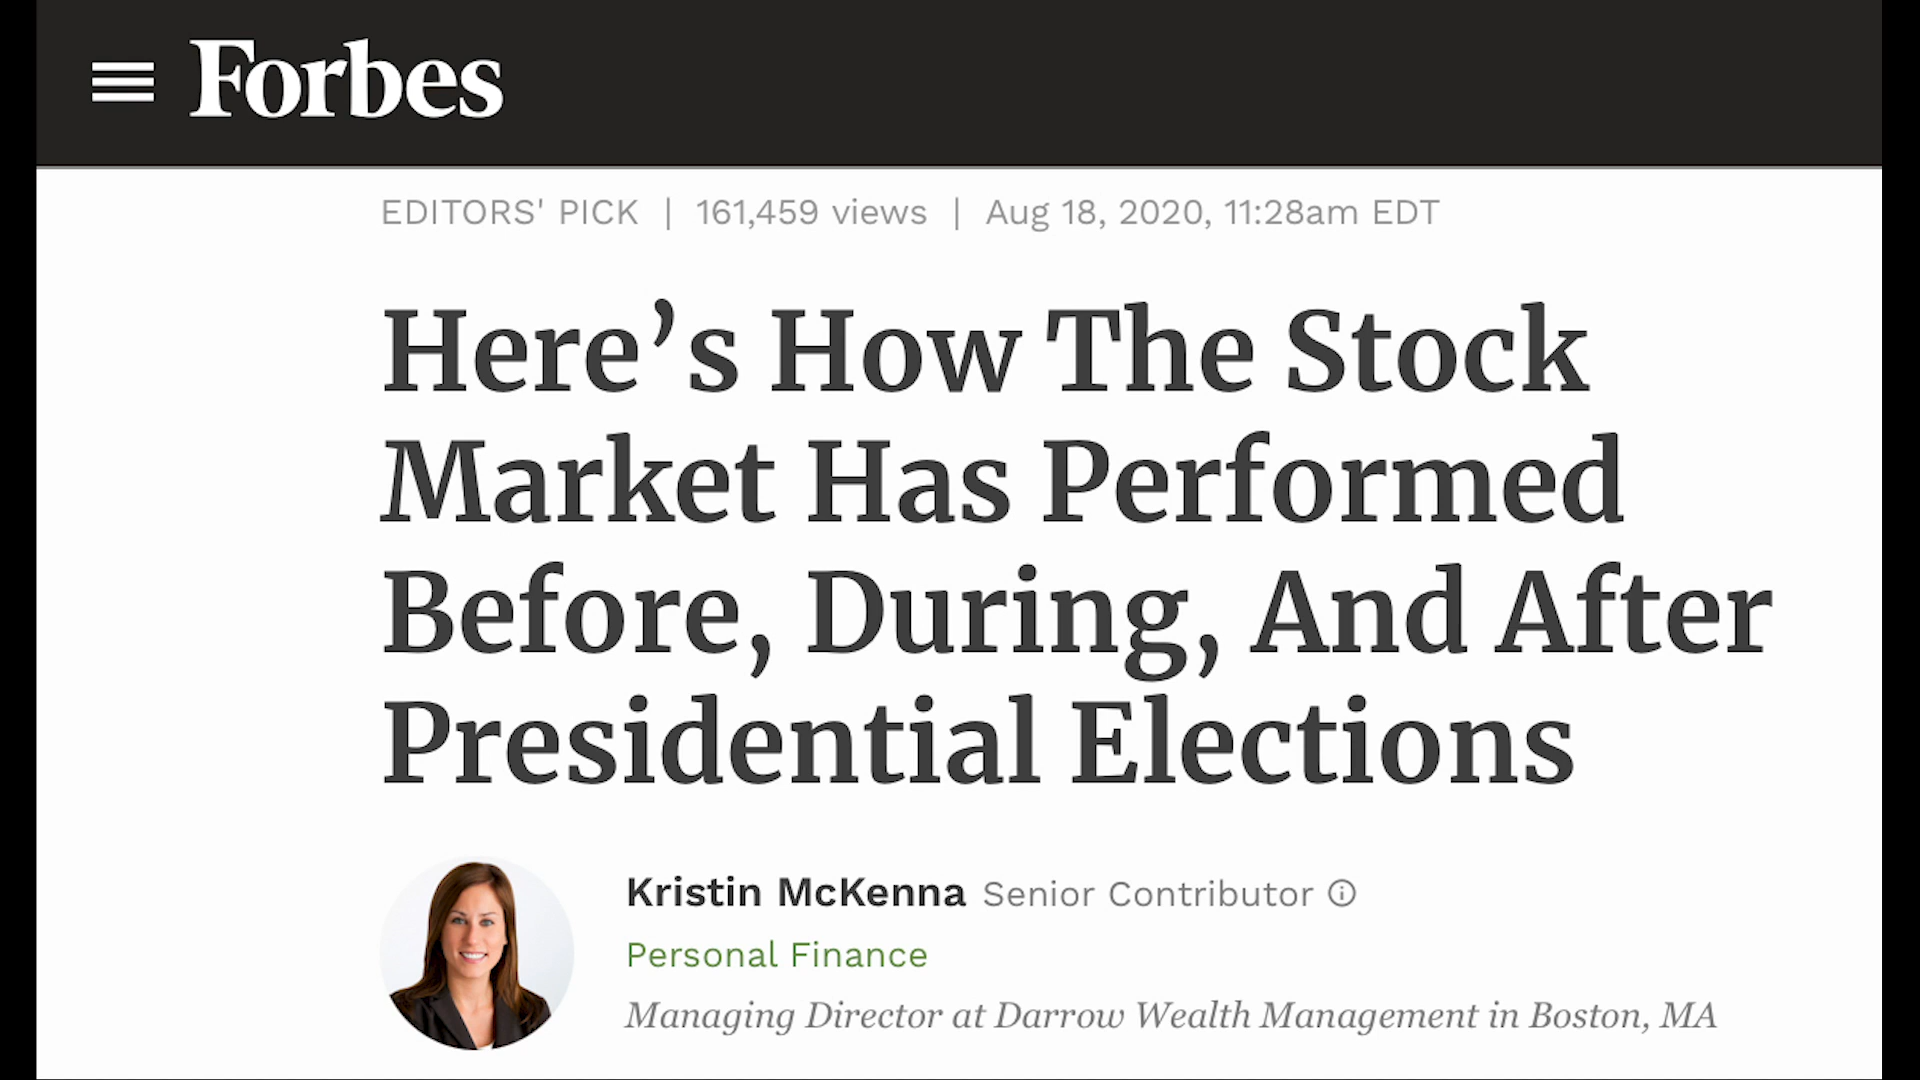 Forbes
EDITORS' PICK | 161,459 views | Aug 18, 2020, 11:28am EDT
Here’s How The Stock
Market Has Performed
Before, During, And After
Presidential Elections
Kristin McKenna Senior Contributor
Personal Finance
Managing Director at Darrow Wealth Management in Boston, MA